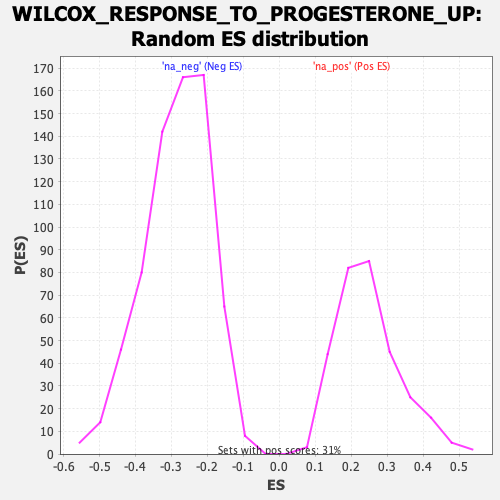 WILCOX_RESPONSE_TO_PROGESTERONE_UP:
Random ES distribution
'na_neg' (Neg ES)
'na_pos' (Pos ES)
P(ES)
170
160
150
140
130
120
110
100
90
80
70
60
50
40
30
20
10
0
Sets with pos scores: 31%
-0.6 -0.5 -0.4 -0.3 -0.2 -0.1 0.0 0.1 0.2 0.3 0.4 0.5
ES